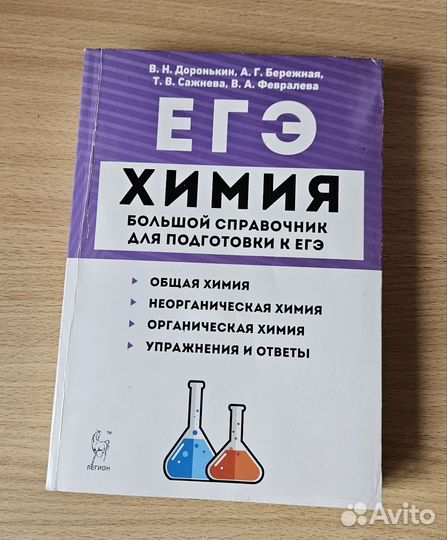 В. Н. Доронькин, А. Г. Бережная,
Т. В. Сажнева, В. А. Февралева
ЕГЭ
ХИМИЯ
БОЛЬШОЙ СПРАВОЧНИК
ДЛЯ ПОДГОТОВКИ К ЕГЭ
ОБЩАЯ ХИМИЯ
НЕОРГАНИЧЕСКАЯ ХИМИЯ
ОРГАНИЧЕСКАЯ ХИМИЯ
УПРАЖНЕНИЯ И ОТВЕТЫ
TM
ЛЕГИОН
Avito